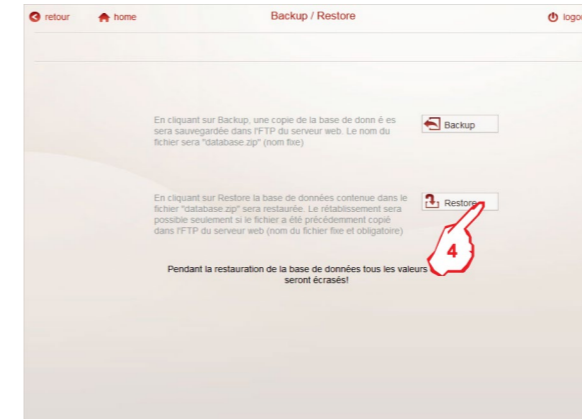 retour home Backup / Restore
En cliquant sur Backup, une copie de la base de donn é es
sera sauvegardée dans l'FTP du serveur web. Le nom du
fichier sera "database.zip" (nom fixe)
Backup
En cliquant sur Restore la base de données contenue dans le
fichier "database.zip" sera restaurée. Le rétablissement sera
possible seulement si le fichier a été précédemment copié
dans l'FTP du serveur web (nom du fichier fixe et obligatoire)
Restore
4
Pendant la restauration de la base de données tous les valeurs
seront écrasés!